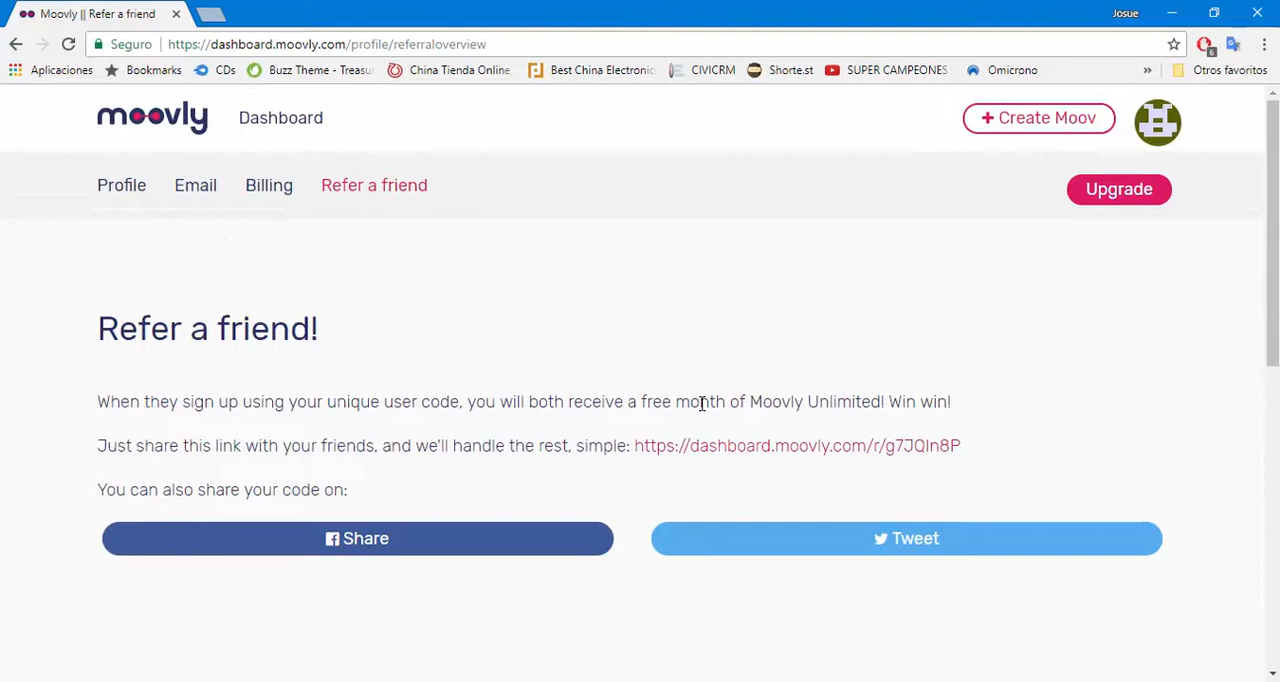 Moovly || Refer a friend
Josue
Seguro https://dashboard.moovly.com/profile/referraloverview
6
Aplicaciones Bookmarks CDs Buzz Theme - Treasu China Tienda Online, Best China Electronic CIVICRM Shorte.st SUPER CAMPEONES Omicrono » Otros favoritos
moovly Dashboard + Create Moov
Profile Email Billing Refer a friend Upgrade
Refer a friend!
When they sign up using your unique user code, you will both receive a free month of Moovly Unlimited! Win win!
Just share this link with your friends, and we'll handle the rest, simple: https://dashboard.moovly.com/r/g7JQIn8P
You can also share your code on:
Share Tweet